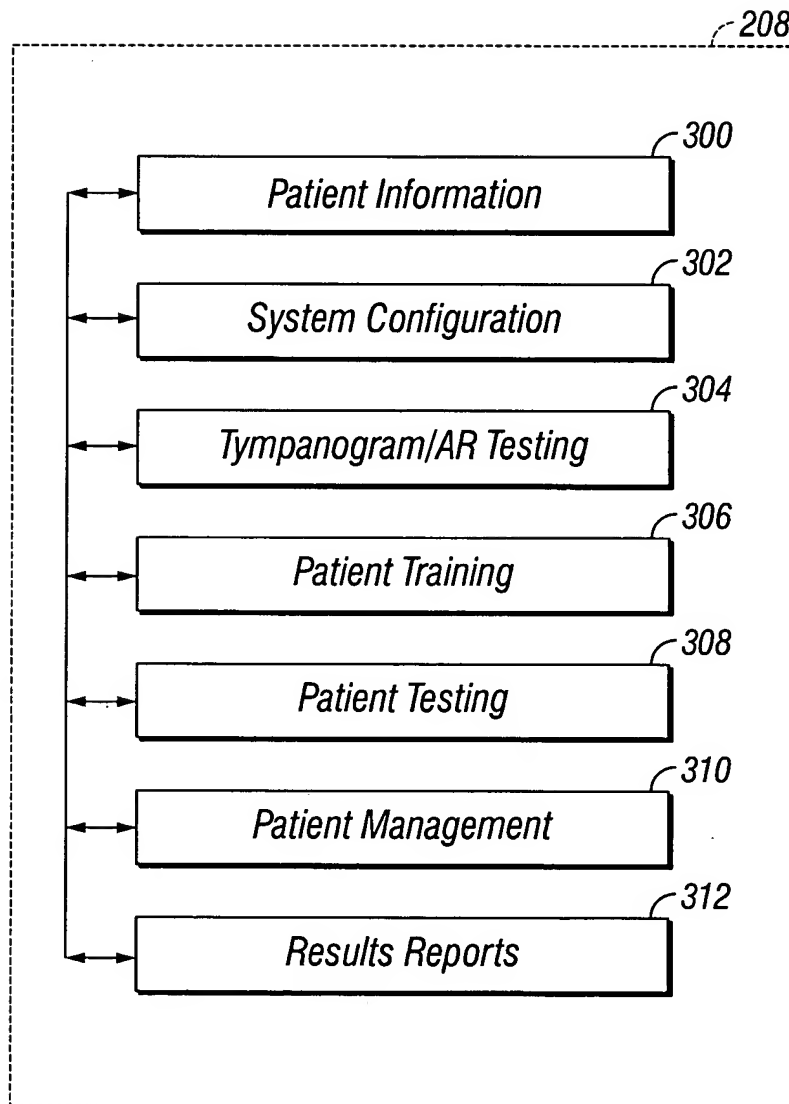 208
300
Patient Information
302
System Configuration
304
Tympanogram/AR Testing
306
Patient Training
308
Patient Testing
310
Patient Management
312
Results Reports